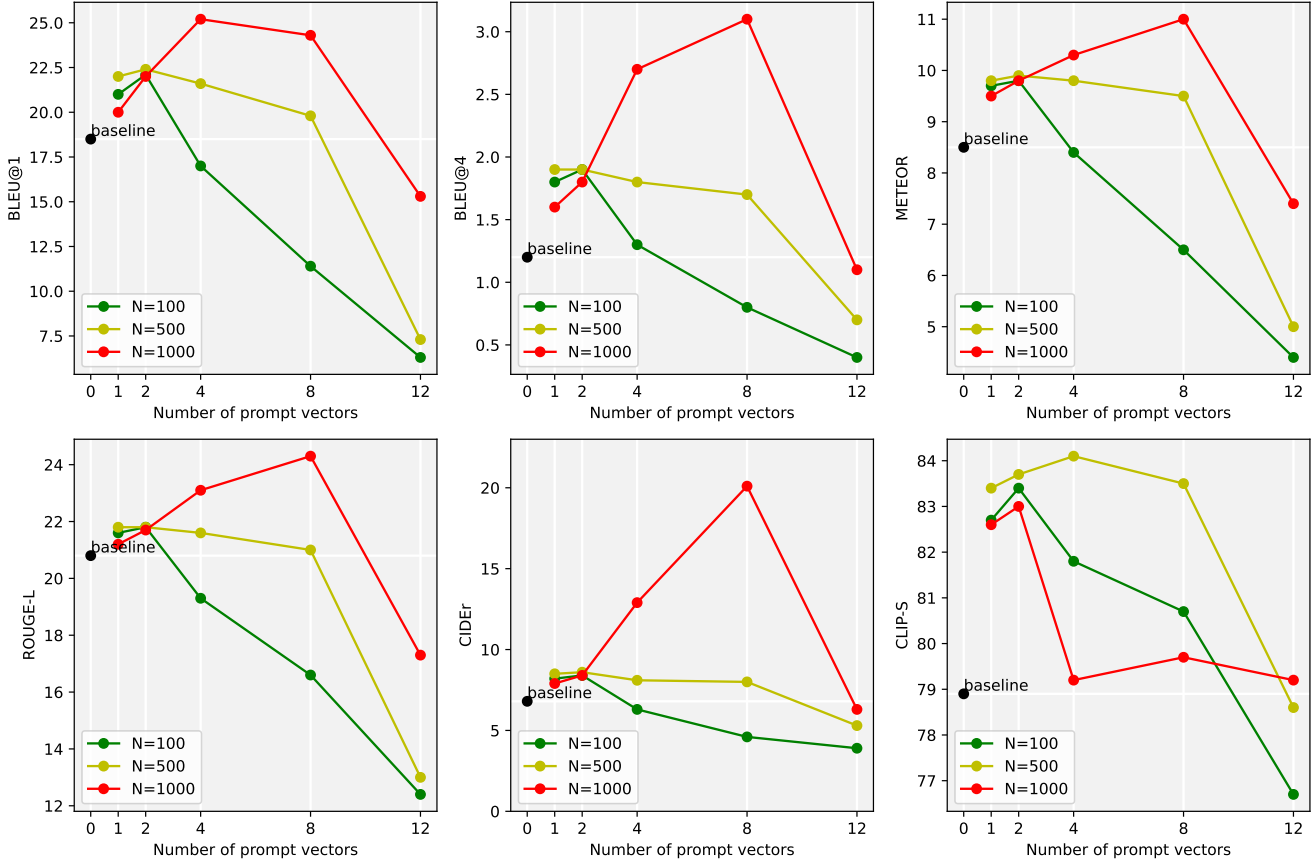 25.0
22.5
20.0
17.5
15.0
12.5
10.0
7.5
BLEU@1
baseline
N=100
N=500
N=1000
0 1 2 4 8 12
Number of prompt vectors
3.0
2.5
2.0
1.5
1.0
0.5
BLEU@4
baseline
N=100
N=500
N=1000
0 1 2 4 8 12
Number of prompt vectors
11
10
9
8
7
6
5
METEOR
baseline
N=100
N=500
N=1000
0 1 2 4 8 12
Number of prompt vectors
24
22
20
18
16
14
12
ROUGE-L
baseline
N=100
N=500
N=1000
0 1 2 4 8 12
Number of prompt vectors
20
15
10
5
0
CIDEr
baseline
N=100
N=500
N=1000
0 1 2 4 8 12
Number of prompt vectors
84
83
82
81
80
79
78
77
CLIP-S
baseline
N=100
N=500
N=1000
0 1 2 4 8 12
Number of prompt vectors